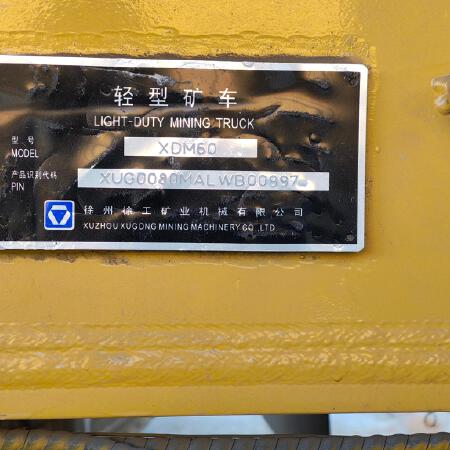 轻型矿车
LIGHT-DUTY MINING TRUCK
型号
MODEL
XDM60
产品识别代码
PIN
XUG0080MALWB00997
徐州徐工矿业机械有限公司
XUZHOU XUGONG MINING MACHINERY CO.,LTD.